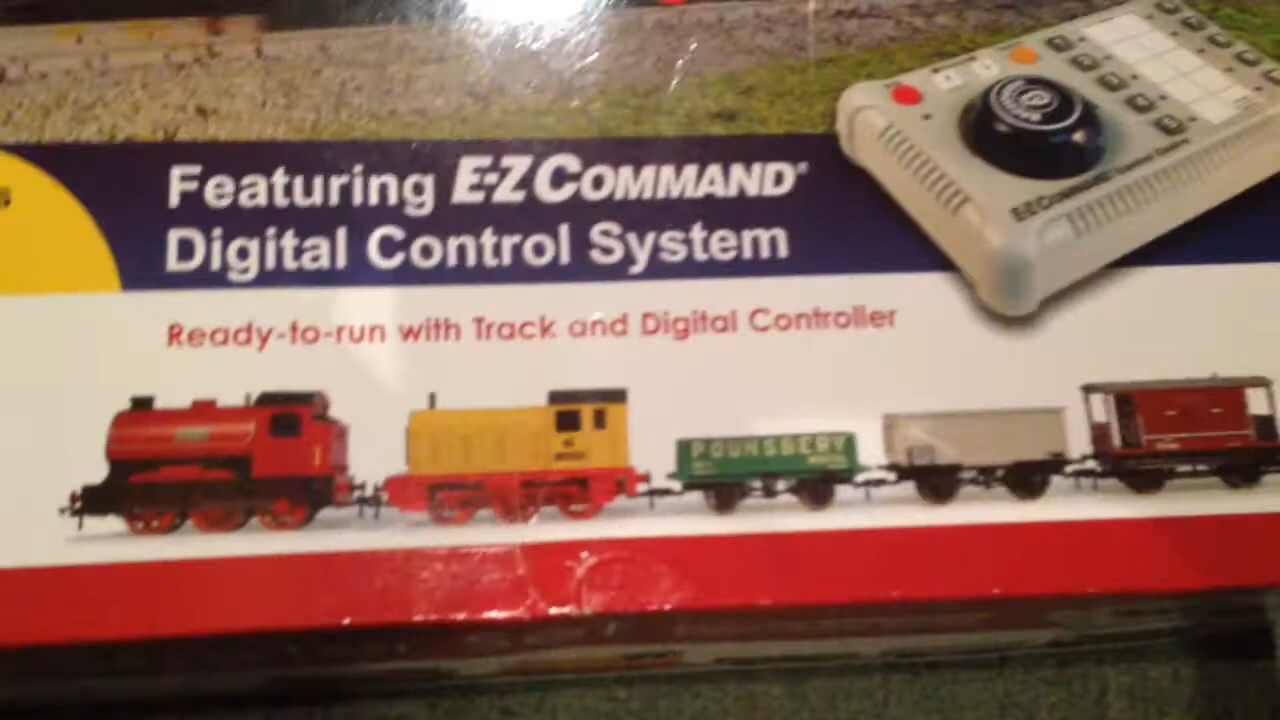 Featuring E-Z COMMAND®
Digital Control System
Ready-to-run with Track and Digital Controller
POUNSBERY